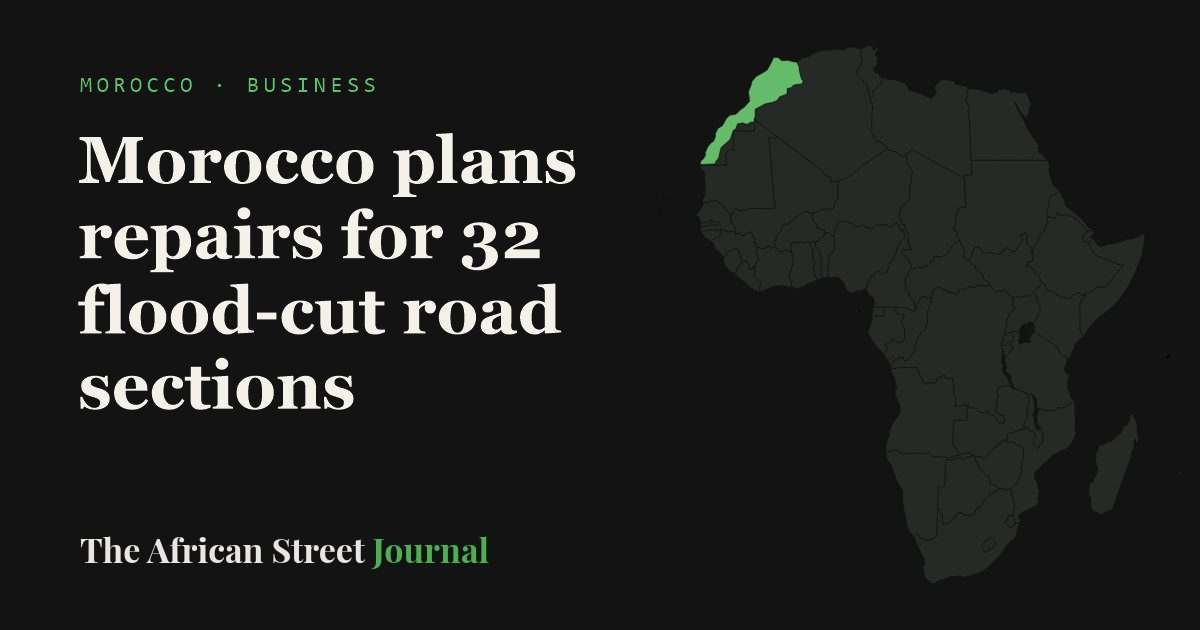 MOROCCO · BUSINESS
Morocco plans
repairs for 32
flood-cut road
sections
The African Street Journal